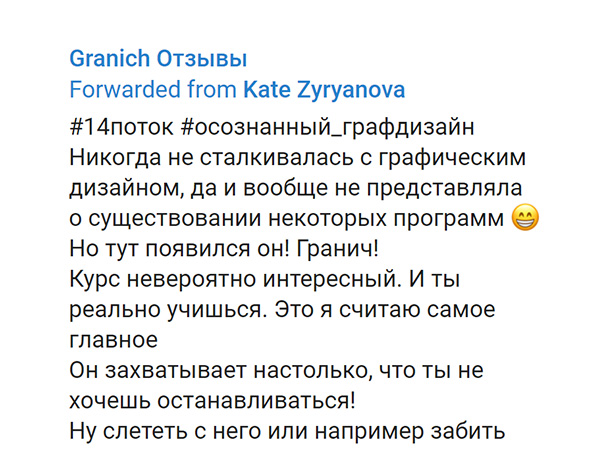 Granich Отзывы
Forwarded from Kate Zyryanova
#14поток #осознанный_графдизайн
Никогда не сталкивалась с графическим
дизайном, да и вообще не представляла
о существовании некоторых программ 😁
Но тут появился он! Гранич!
Курс невероятно интересный. И ты
реально учишься. Это я считаю самое
главное
Он захватывает настолько, что ты не
хочешь останавливаться!
Ну слететь с него или например забить